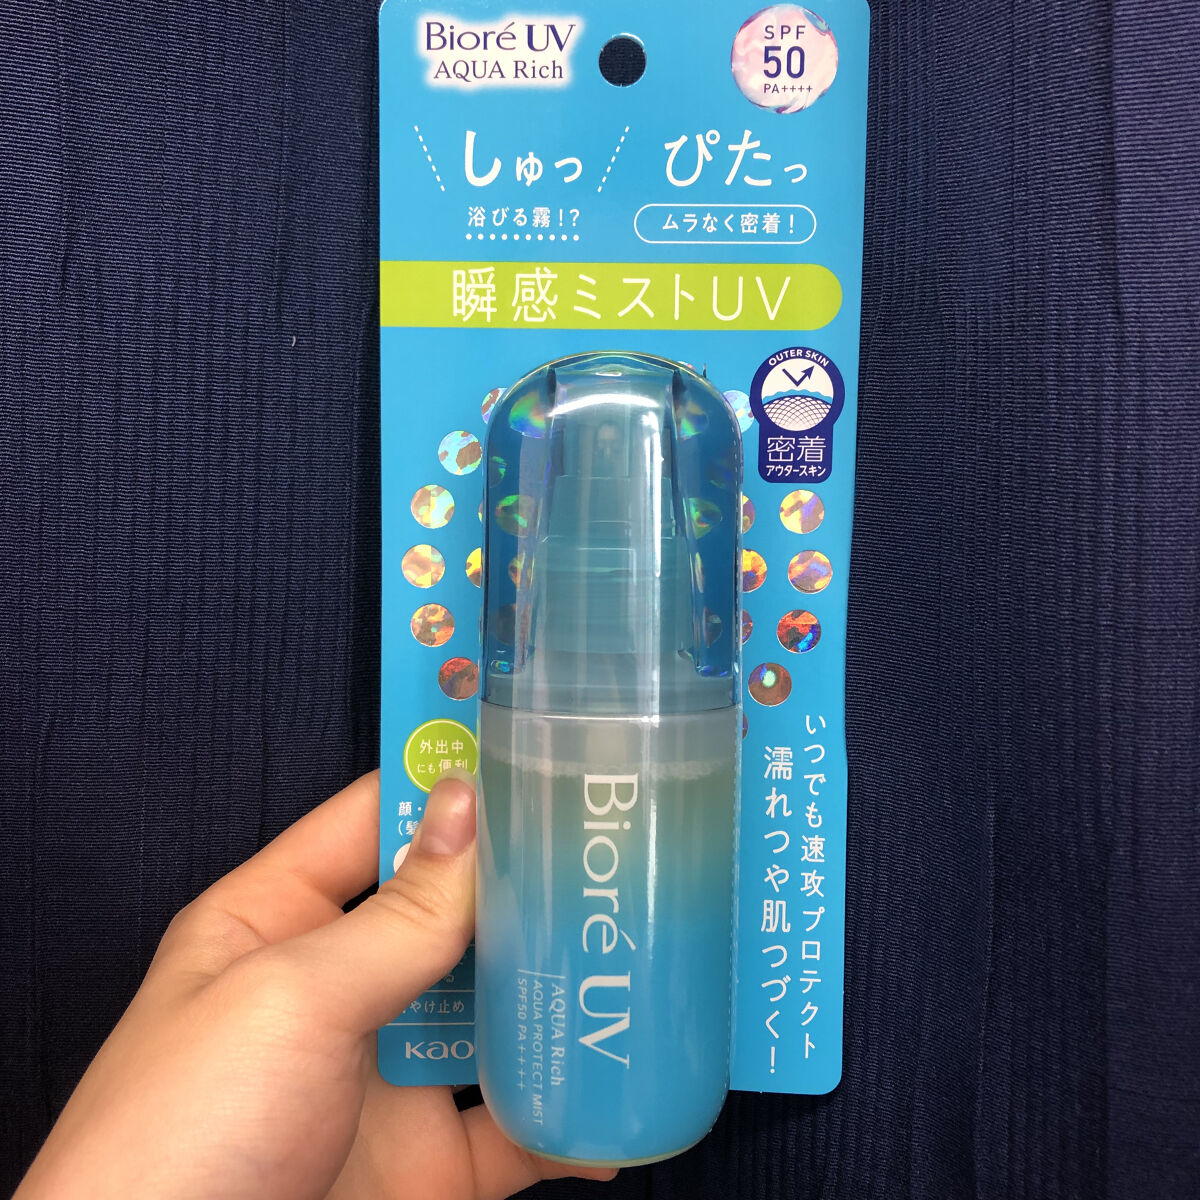 Bioré UV
AQUA Rich
SPF
50
PA++++
しゅっ
ぴたっ
浴びる霧!?
ムラなく密着!
瞬感ミストUV
OUTER SKIN
密着
アウタースキン
外出中
にも便利
顔・
(髪
いつでも速攻プロテクト
濡れつや肌つづく!
Bioré UV
AQUA Rich
AQUA PROTECT MIST
SPF50 PA++++
る
やけ止め
Kao